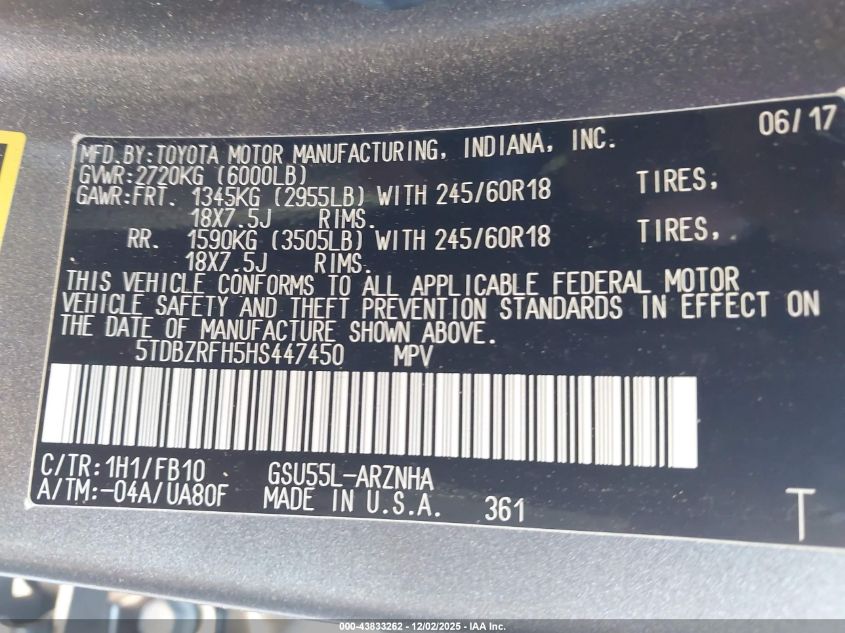 MFD. BY: TOYOTA MOTOR MANUFACTURING, INDIANA, INC. 06/17
GVWR: 2720KG (6000LB)
GAWR: FRT. 1345KG (2955LB) WITH 245/60R18 TIRES,
18X7.5J RIMS.
RR. 1590KG (3505LB) WITH 245/60R18 TIRES,
18X7.5J RIMS.
THIS VEHICLE CONFORMS TO ALL APPLICABLE FEDERAL MOTOR
VEHICLE SAFETY AND THEFT PREVENTION STANDARDS IN EFFECT ON
THE DATE OF MANUFACTURE SHOWN ABOVE.
5TDBZRFH5HS447450 MPV
C/TR: 1H1/FB10 GSU55L-ARZNHA
A/TM: -04A/UA80F MADE IN U.S.A. 361 T
000-43833262 - 12/02/2025 - IAA Inc.